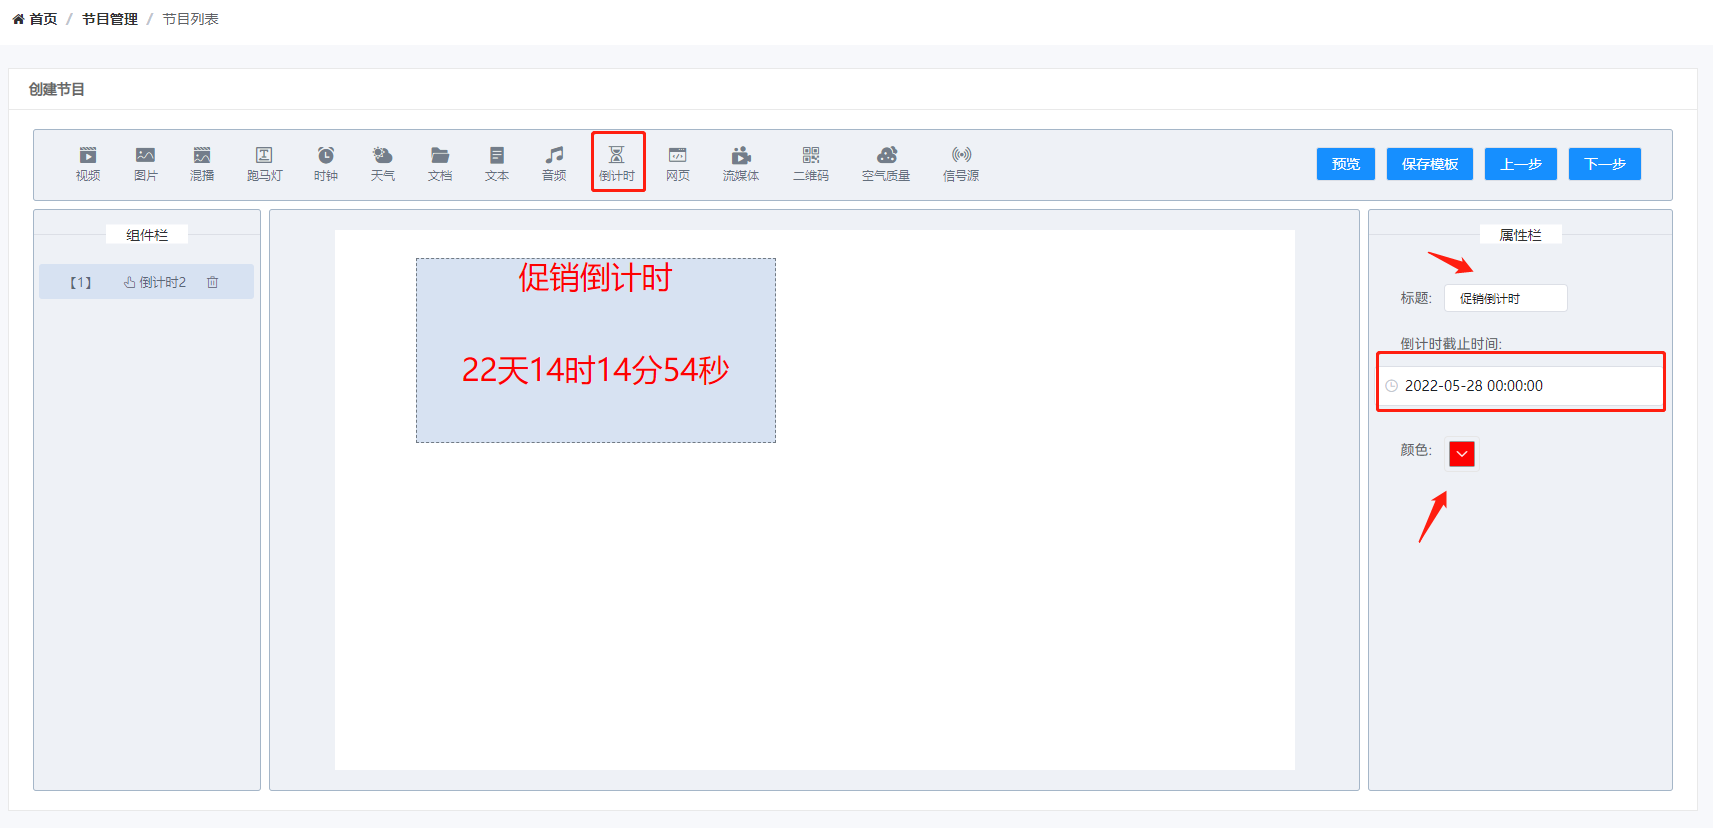 首页 / 节目管理 / 节目列表
创建节目
视频 图片 混播 跑马灯 时钟 天气 文档 文本 音频 倒计时 网页 流媒体 二维码 空气质量 信号源
预览 保存模板 上一步 下一步
组件栏
【1】 倒计时2
促销倒计时
22天14时14分54秒
属性栏
标题: 促销倒计时
倒计时截止时间:
2022-05-28 00:00:00
颜色: